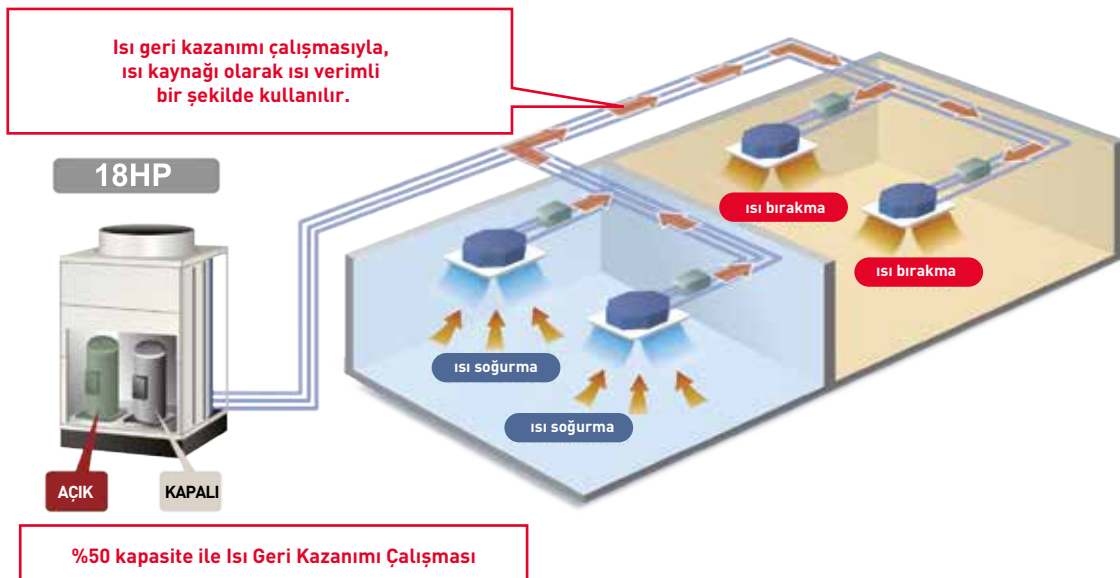 Isı geri kazanımı çalışmasıyla,
ısı kaynağı olarak ısı verimli
bir şekilde kullanılır.
18HP
ısı bırakma
ısı bırakma
ısı soğurma
ısı soğurma
AÇIK
KAPALI
%50 kapasite ile Isı Geri Kazanımı Çalışması